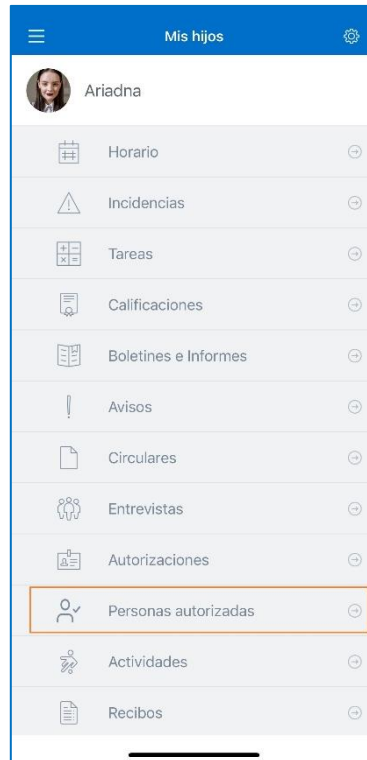 Mis hijos
Ariadna
Horario
Incidencias
Tareas
Calificaciones
Boletines e Informes
Avisos
Circulares
Entrevistas
Autorizaciones
Personas autorizadas
Actividades
Recibos